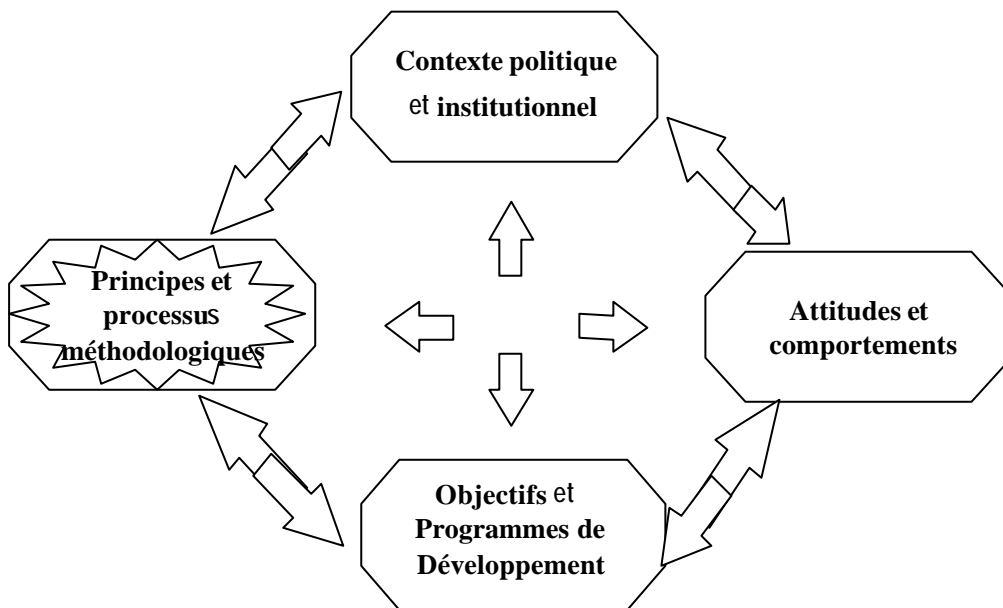 Contexte politique
et institutionnel
Principes et
processus
méthodologiques
Attitudes et
comportements
Objectifs et
Programmes de
Développement